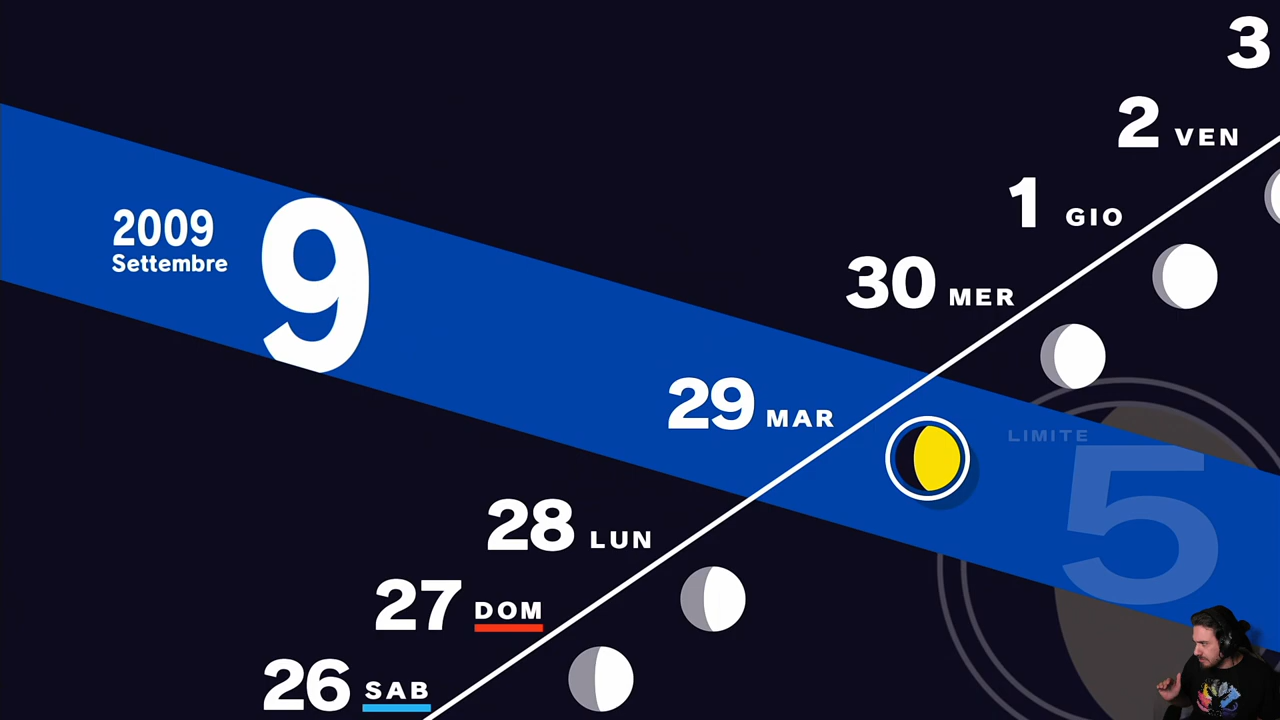 3
2 VEN
1 GIO
30 MER
2009
Settembre
9
29 MAR
LIMITE
5
28 LUN
27 DOM
26 SAB